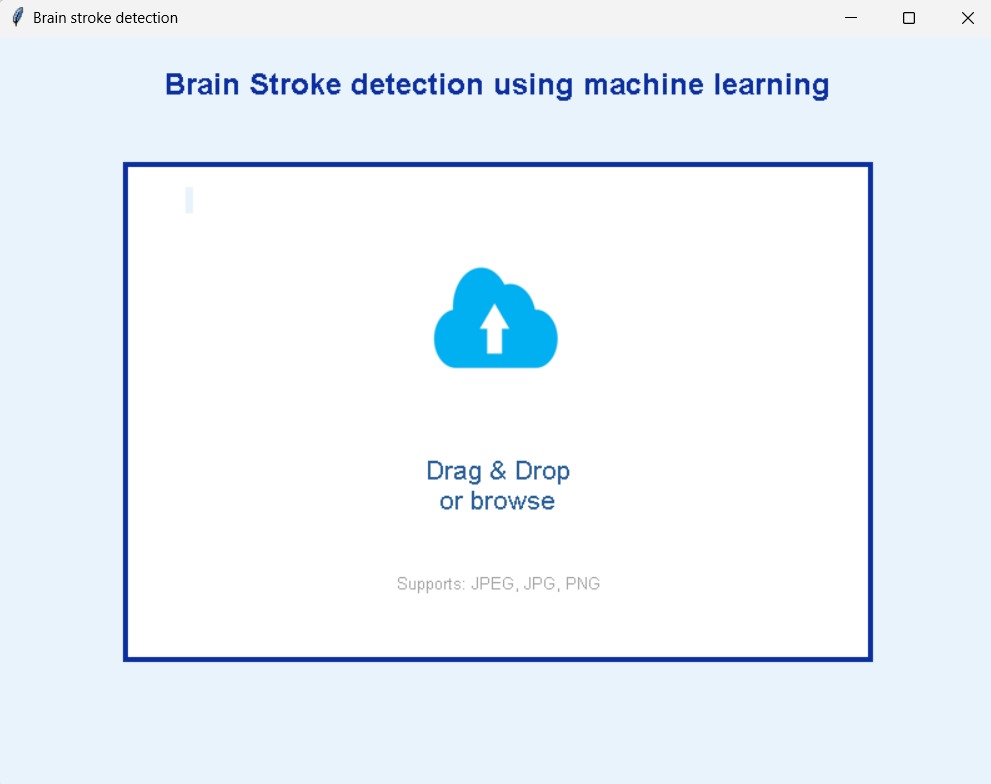 Brain stroke detection
Brain Stroke detection using machine learning
Drag & Drop
or browse
Supports: JPEG, JPG, PNG